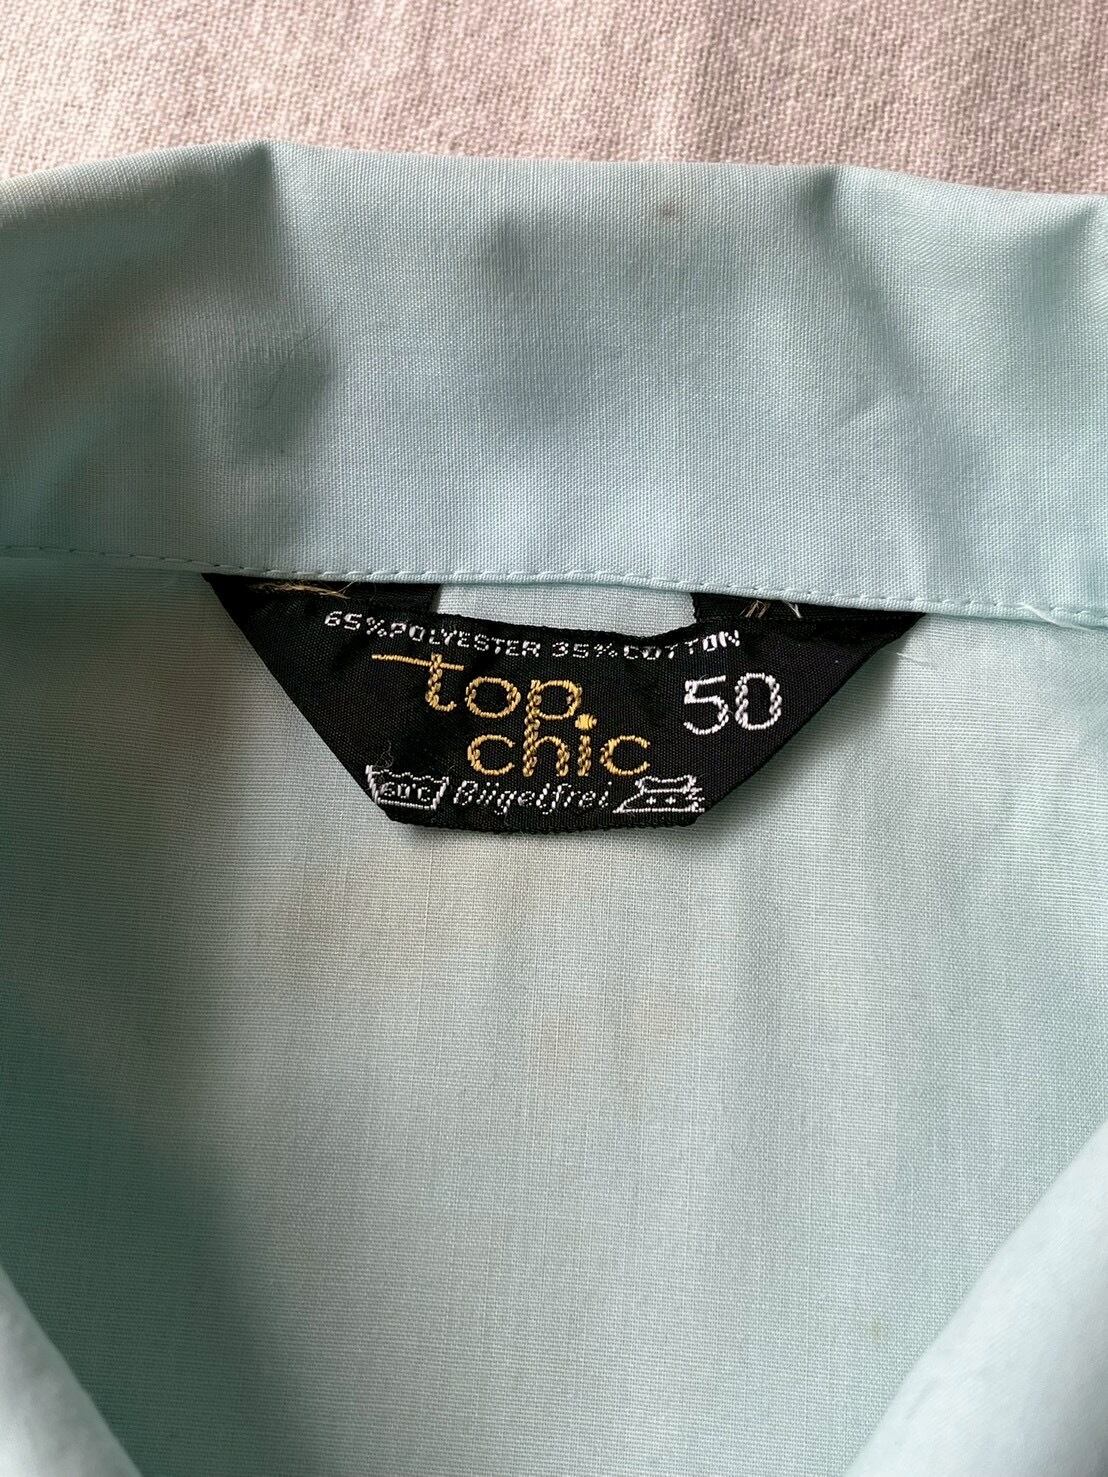 65% POLYESTER 35% COTTON
top
chic
50
60°C Bügelfrei